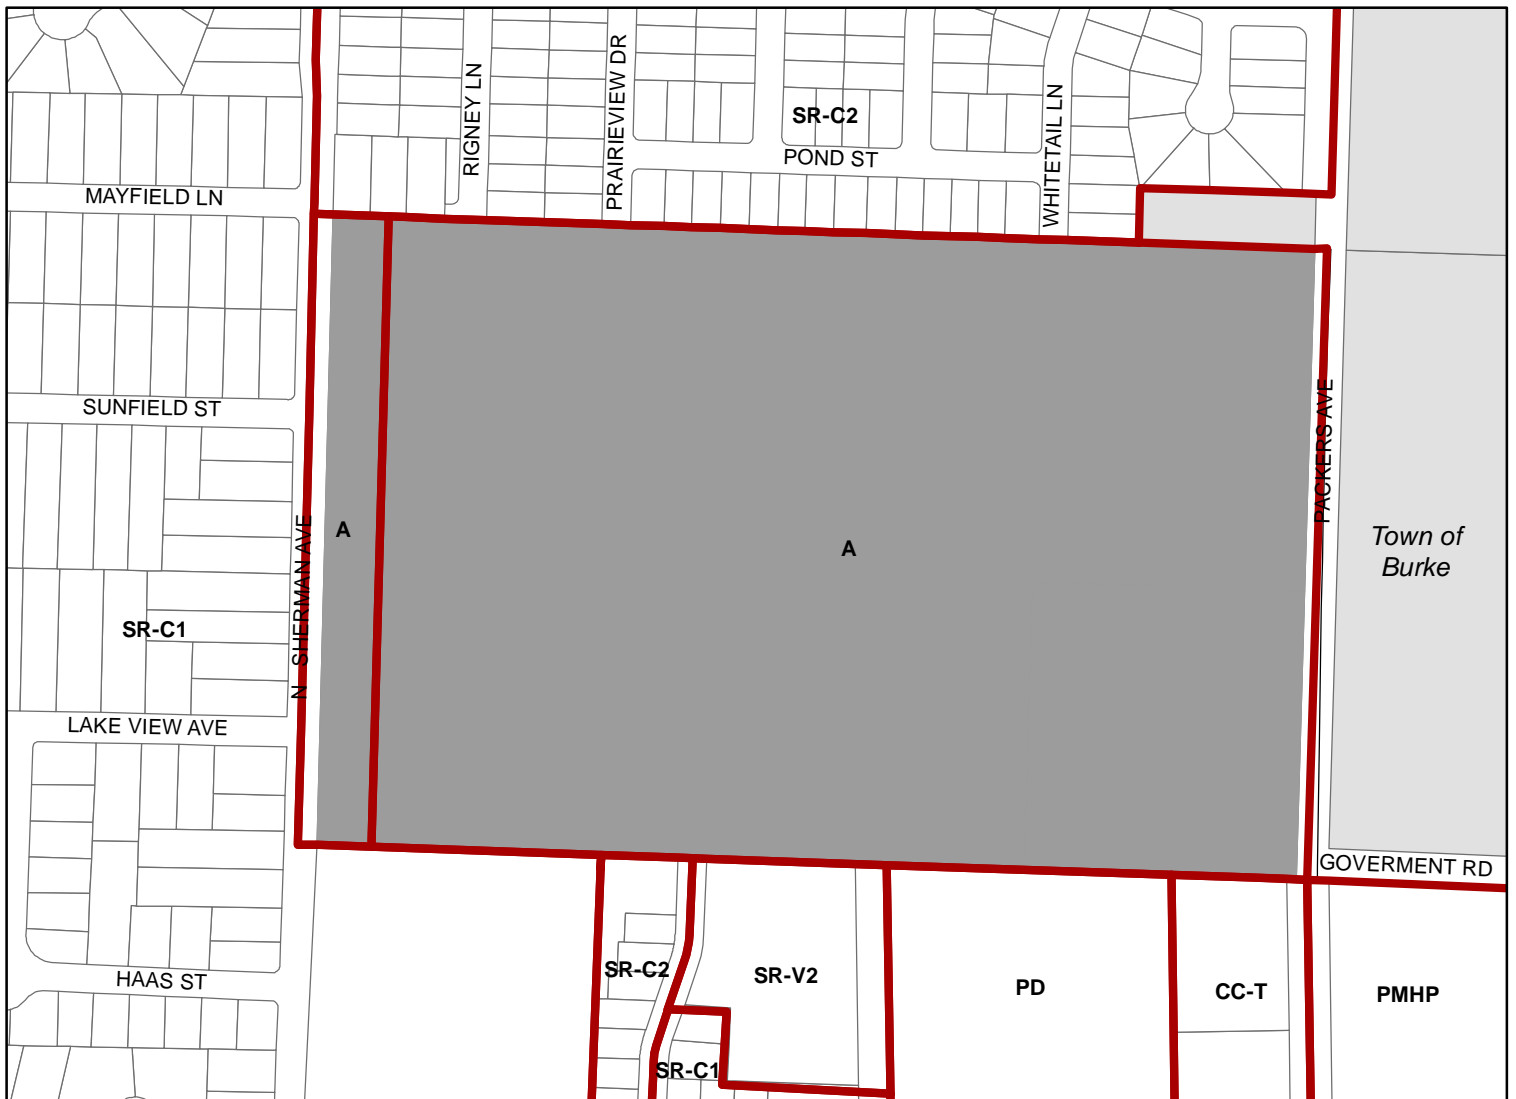 RIGNEY LN
PRAIRIEVIEW DR
SR-C2
WHITETAIL LN
POND ST
MAYFIELD LN
SUNFIELD ST
PACKERS AVE
A
A
Town of
Burke
N SHERMAN AVE
SR-C1
LAKE VIEW AVE
GOVERMENT RD
SR-C2
SR-V2
PD
CC-T
PMHP
HAAS ST
SR-C1